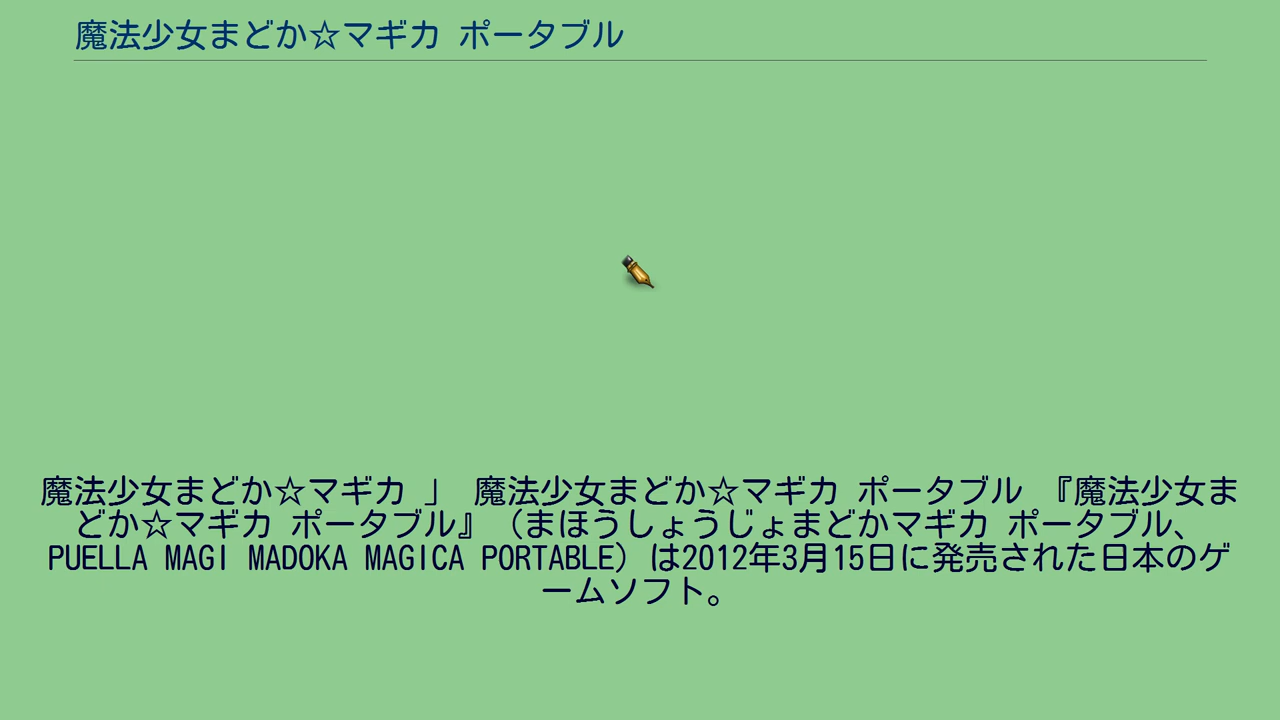 魔法少女まどか☆マギカ ポータブル
魔法少女まどか☆マギカ 」 魔法少女まどか☆マギカ ポータブル 『魔法少女ま
どか☆マギカ ポータブル』（まほうしょうじょまどかマギカ ポータブル、
PUELLA MAGI MADOKA MAGICA PORTABLE）は2012年3月15日に発売された日本のゲ
ームソフト。